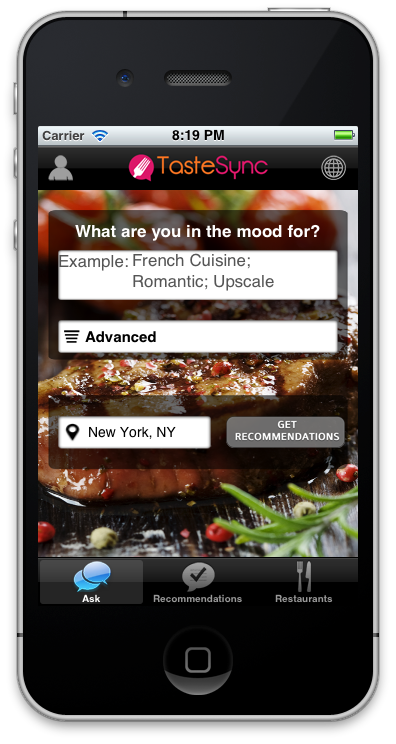 Carrier 8:19 PM
TasteSync
What are you in the mood for?
Example: French Cuisine;
Romantic; Upscale
Advanced
New York, NY
GET
RECOMMENDATIONS
Ask Recommendations Restaurants